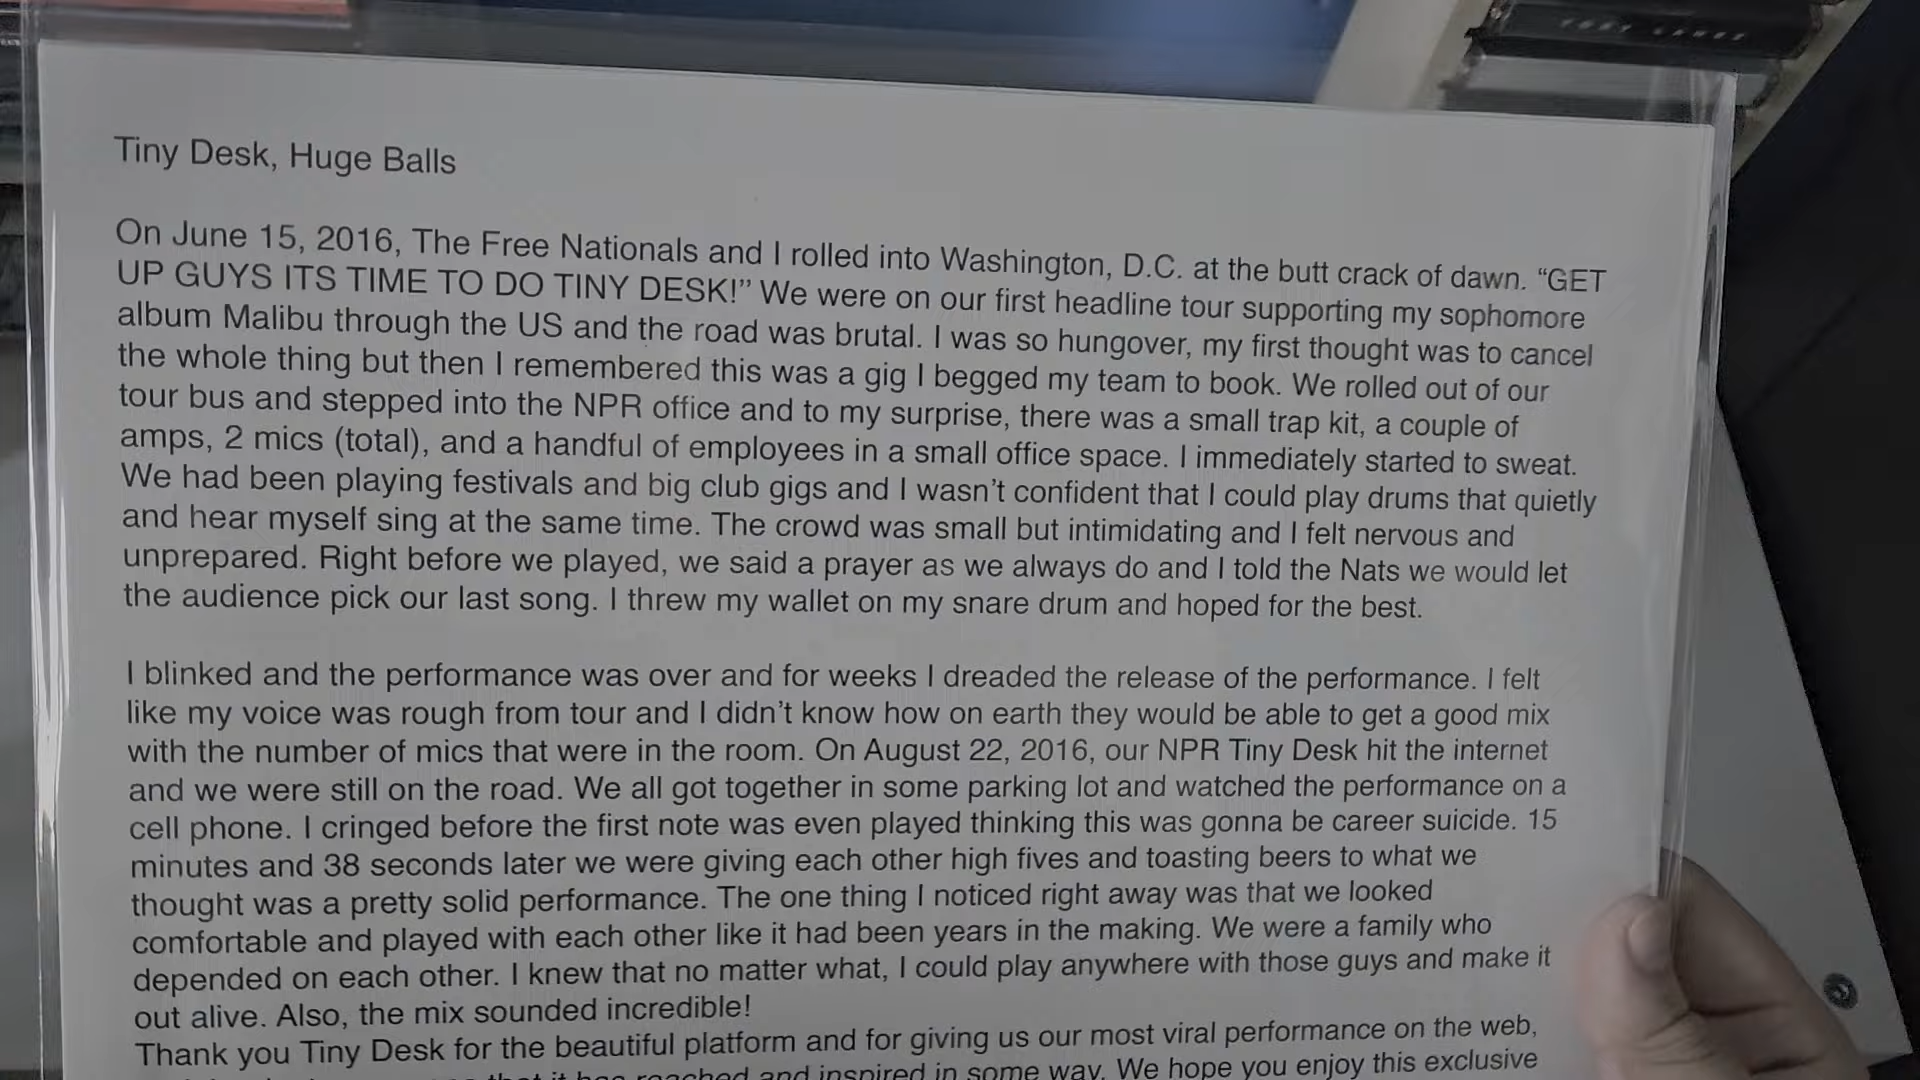 TORY LANEZ
Tiny Desk, Huge Balls
On June 15, 2016, The Free Nationals and I rolled into Washington, D.C. at the butt crack of dawn. “GET
UP GUYS ITS TIME TO DO TINY DESK!” We were on our first headline tour supporting my sophomore
album Malibu through the US and the road was brutal. I was so hungover, my first thought was to cancel
the whole thing but then I remembered this was a gig I begged my team to book. We rolled out of our
tour bus and stepped into the NPR office and to my surprise, there was a small trap kit, a couple of
amps, 2 mics (total), and a handful of employees in a small office space. I immediately started to sweat.
We had been playing festivals and big club gigs and I wasn’t confident that I could play drums that quietly
and hear myself sing at the same time. The crowd was small but intimidating and I felt nervous and
unprepared. Right before we played, we said a prayer as we always do and I told the Nats we would let
the audience pick our last song. I threw my wallet on my snare drum and hoped for the best.
I blinked and the performance was over and for weeks I dreaded the release of the performance. I felt
like my voice was rough from tour and I didn’t know how on earth they would be able to get a good mix
with the number of mics that were in the room. On August 22, 2016, our NPR Tiny Desk hit the internet
and we were still on the road. We all got together in some parking lot and watched the performance on a
cell phone. I cringed before the first note was even played thinking this was gonna be career suicide. 15
minutes and 38 seconds later we were giving each other high fives and toasting beers to what we
thought was a pretty solid performance. The one thing I noticed right away was that we looked
comfortable and played with each other like it had been years in the making. We were a family who
depended on each other. I knew that no matter what, I could play anywhere with those guys and make it
out alive. Also, the mix sounded incredible!
Thank you Tiny Desk for the beautiful platform and for giving us our most viral performance on the web,
that it has reached and inspired in some way. We hope you enjoy this exclusive